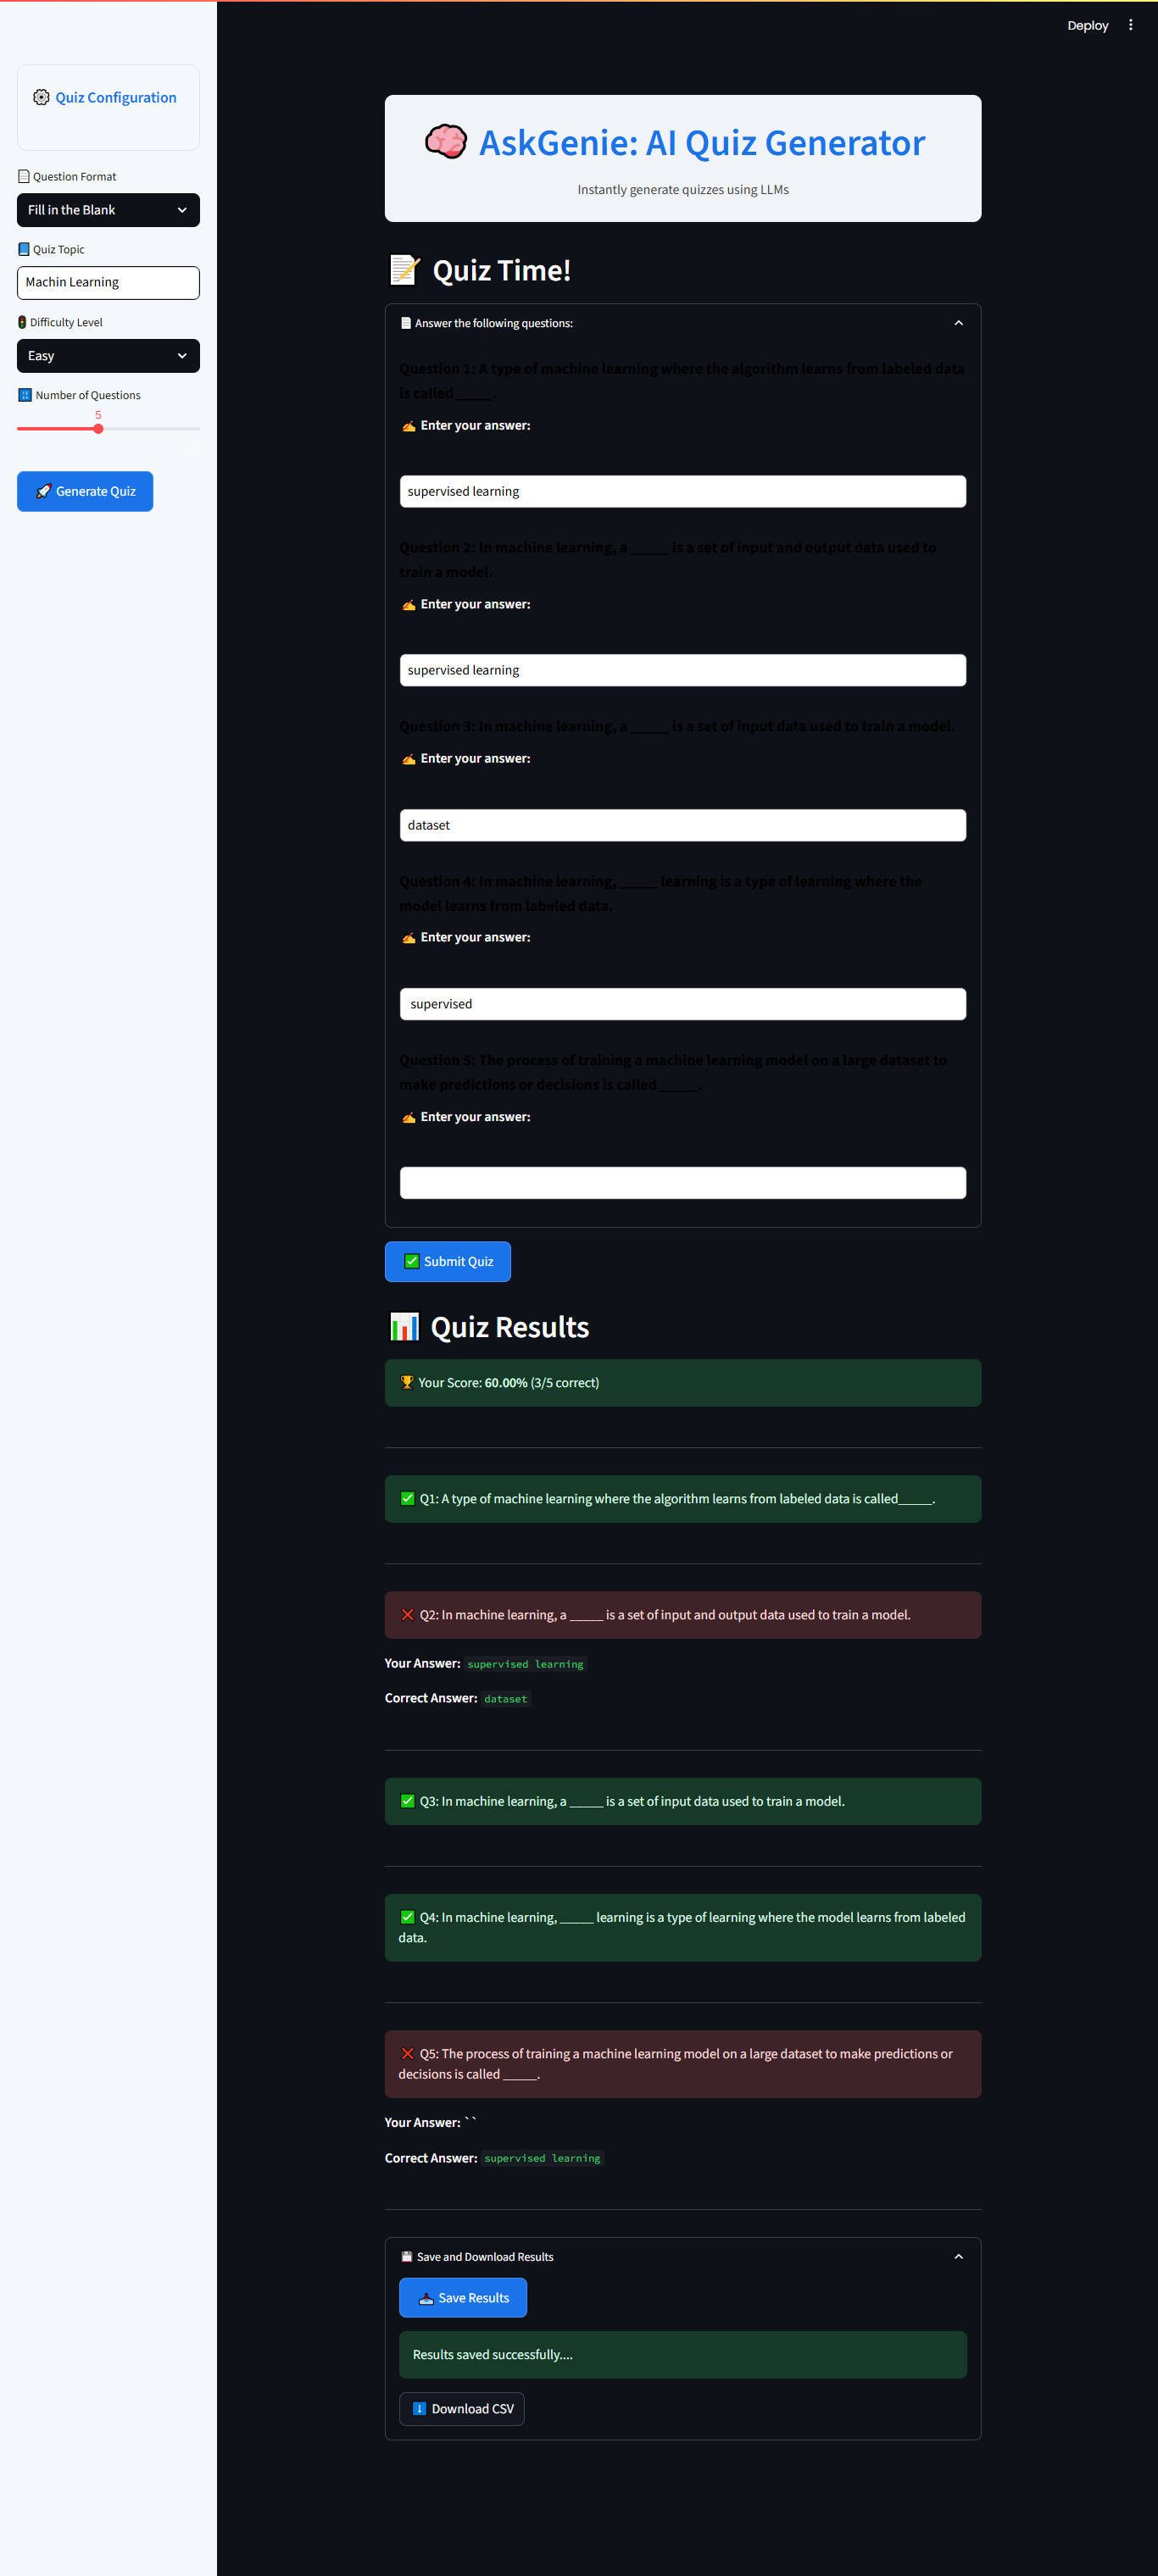 Deploy
Quiz Configuration
Question Format
Fill in the Blank
Quiz Topic
Machin Learning
Difficulty Level
Easy
Number of Questions
5
Generate Quiz
AskGenie: AI Quiz Generator
Instantly generate quizzes using LLMs
Quiz Time!
Answer the following questions:
Question 1: A type of machine learning where the algorithm learns from labeled data
is called_____.
Enter your answer:
supervised learning
Question 2: In machine learning, a _____ is a set of input and output data used to
train a model.
Enter your answer:
supervised learning
Question 3: In machine learning, a _____ is a set of input data used to train a model.
Enter your answer:
dataset
Question 4: In machine learning, _____ learning is a type of learning where the
model learns from labeled data.
Enter your answer:
supervised
Question 5: The process of training a machine learning model on a large dataset to
make predictions or decisions is called _____.
Enter your answer:
Submit Quiz
Quiz Results
Your Score: 60.00% (3/5 correct)
Q1: A type of machine learning where the algorithm learns from labeled data is called_____.
Q2: In machine learning, a _____ is a set of input and output data used to train a model.
Your Answer: supervised learning
Correct Answer: dataset
Q3: In machine learning, a _____ is a set of input data used to train a model.
Q4: In machine learning, _____ learning is a type of learning where the model learns from labeled
data.
Q5: The process of training a machine learning model on a large dataset to make predictions or
decisions is called _____.
Your Answer: ``
Correct Answer: supervised learning
Save and Download Results
Save Results
Results saved successfully....
Download CSV